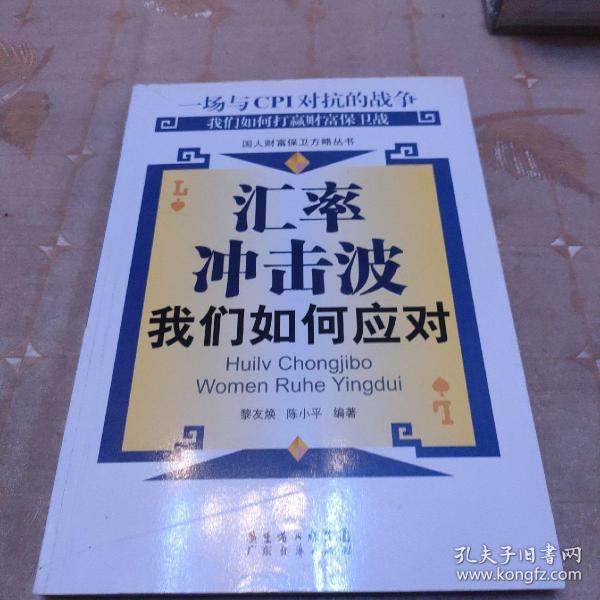 一场与CPI对抗的战争
我们如何打赢财富保卫战
国人财富保卫方略丛书
L
汇率
冲击波
我们如何应对
Huilv Chongjibo
Women Ruhe Yingdui
黎友焕 陈小平 编著
L
孔夫子旧书网
www.kongfz.com